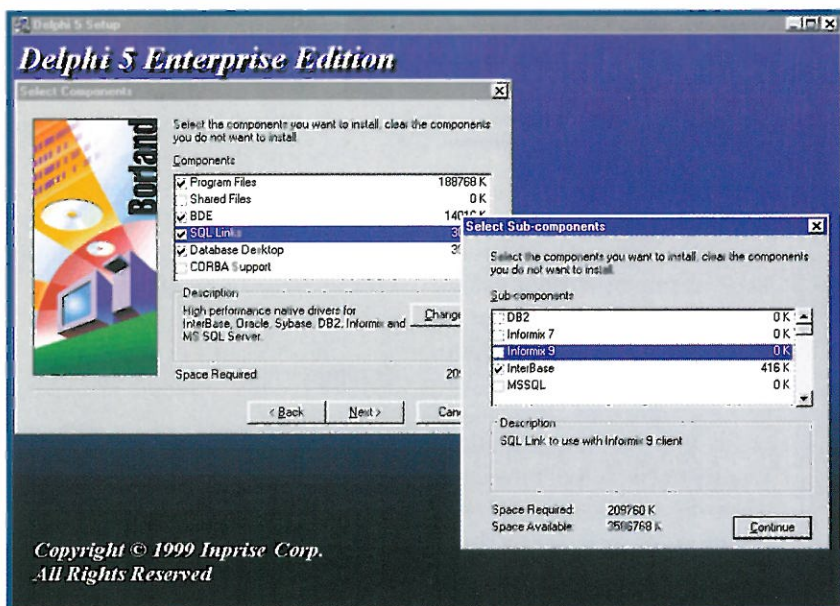 Delphi 5 Setup
Delphi 5 Enterprise Edition
Select Components
Borland
Select the components you want to install, clear the components
you do not want to install.
Components
Program Files 188768 K
Shared Files 0 K
BDE 14016 K
SQL Links
Database Desktop
CORBA Support
Description
High performance native drivers for
InterBase, Oracle, Sybase, DB2, Informix and
MS SQL Server.
Change
Space Required:
< Back Next >
Select Sub-components
Select the components you want to install, clear the components
you do not want to install.
Sub-components
DB2 0 K
Informix 7 0 K
Informix 9 0 K
InterBase 416 K
MSSQL 0 K
Description
SQL Link to use with Informix 9 client
Space Required: 209760 K
Space Available: 3506768 K
Continue
Copyright © 1999 Inprise Corp.
All Rights Reserved